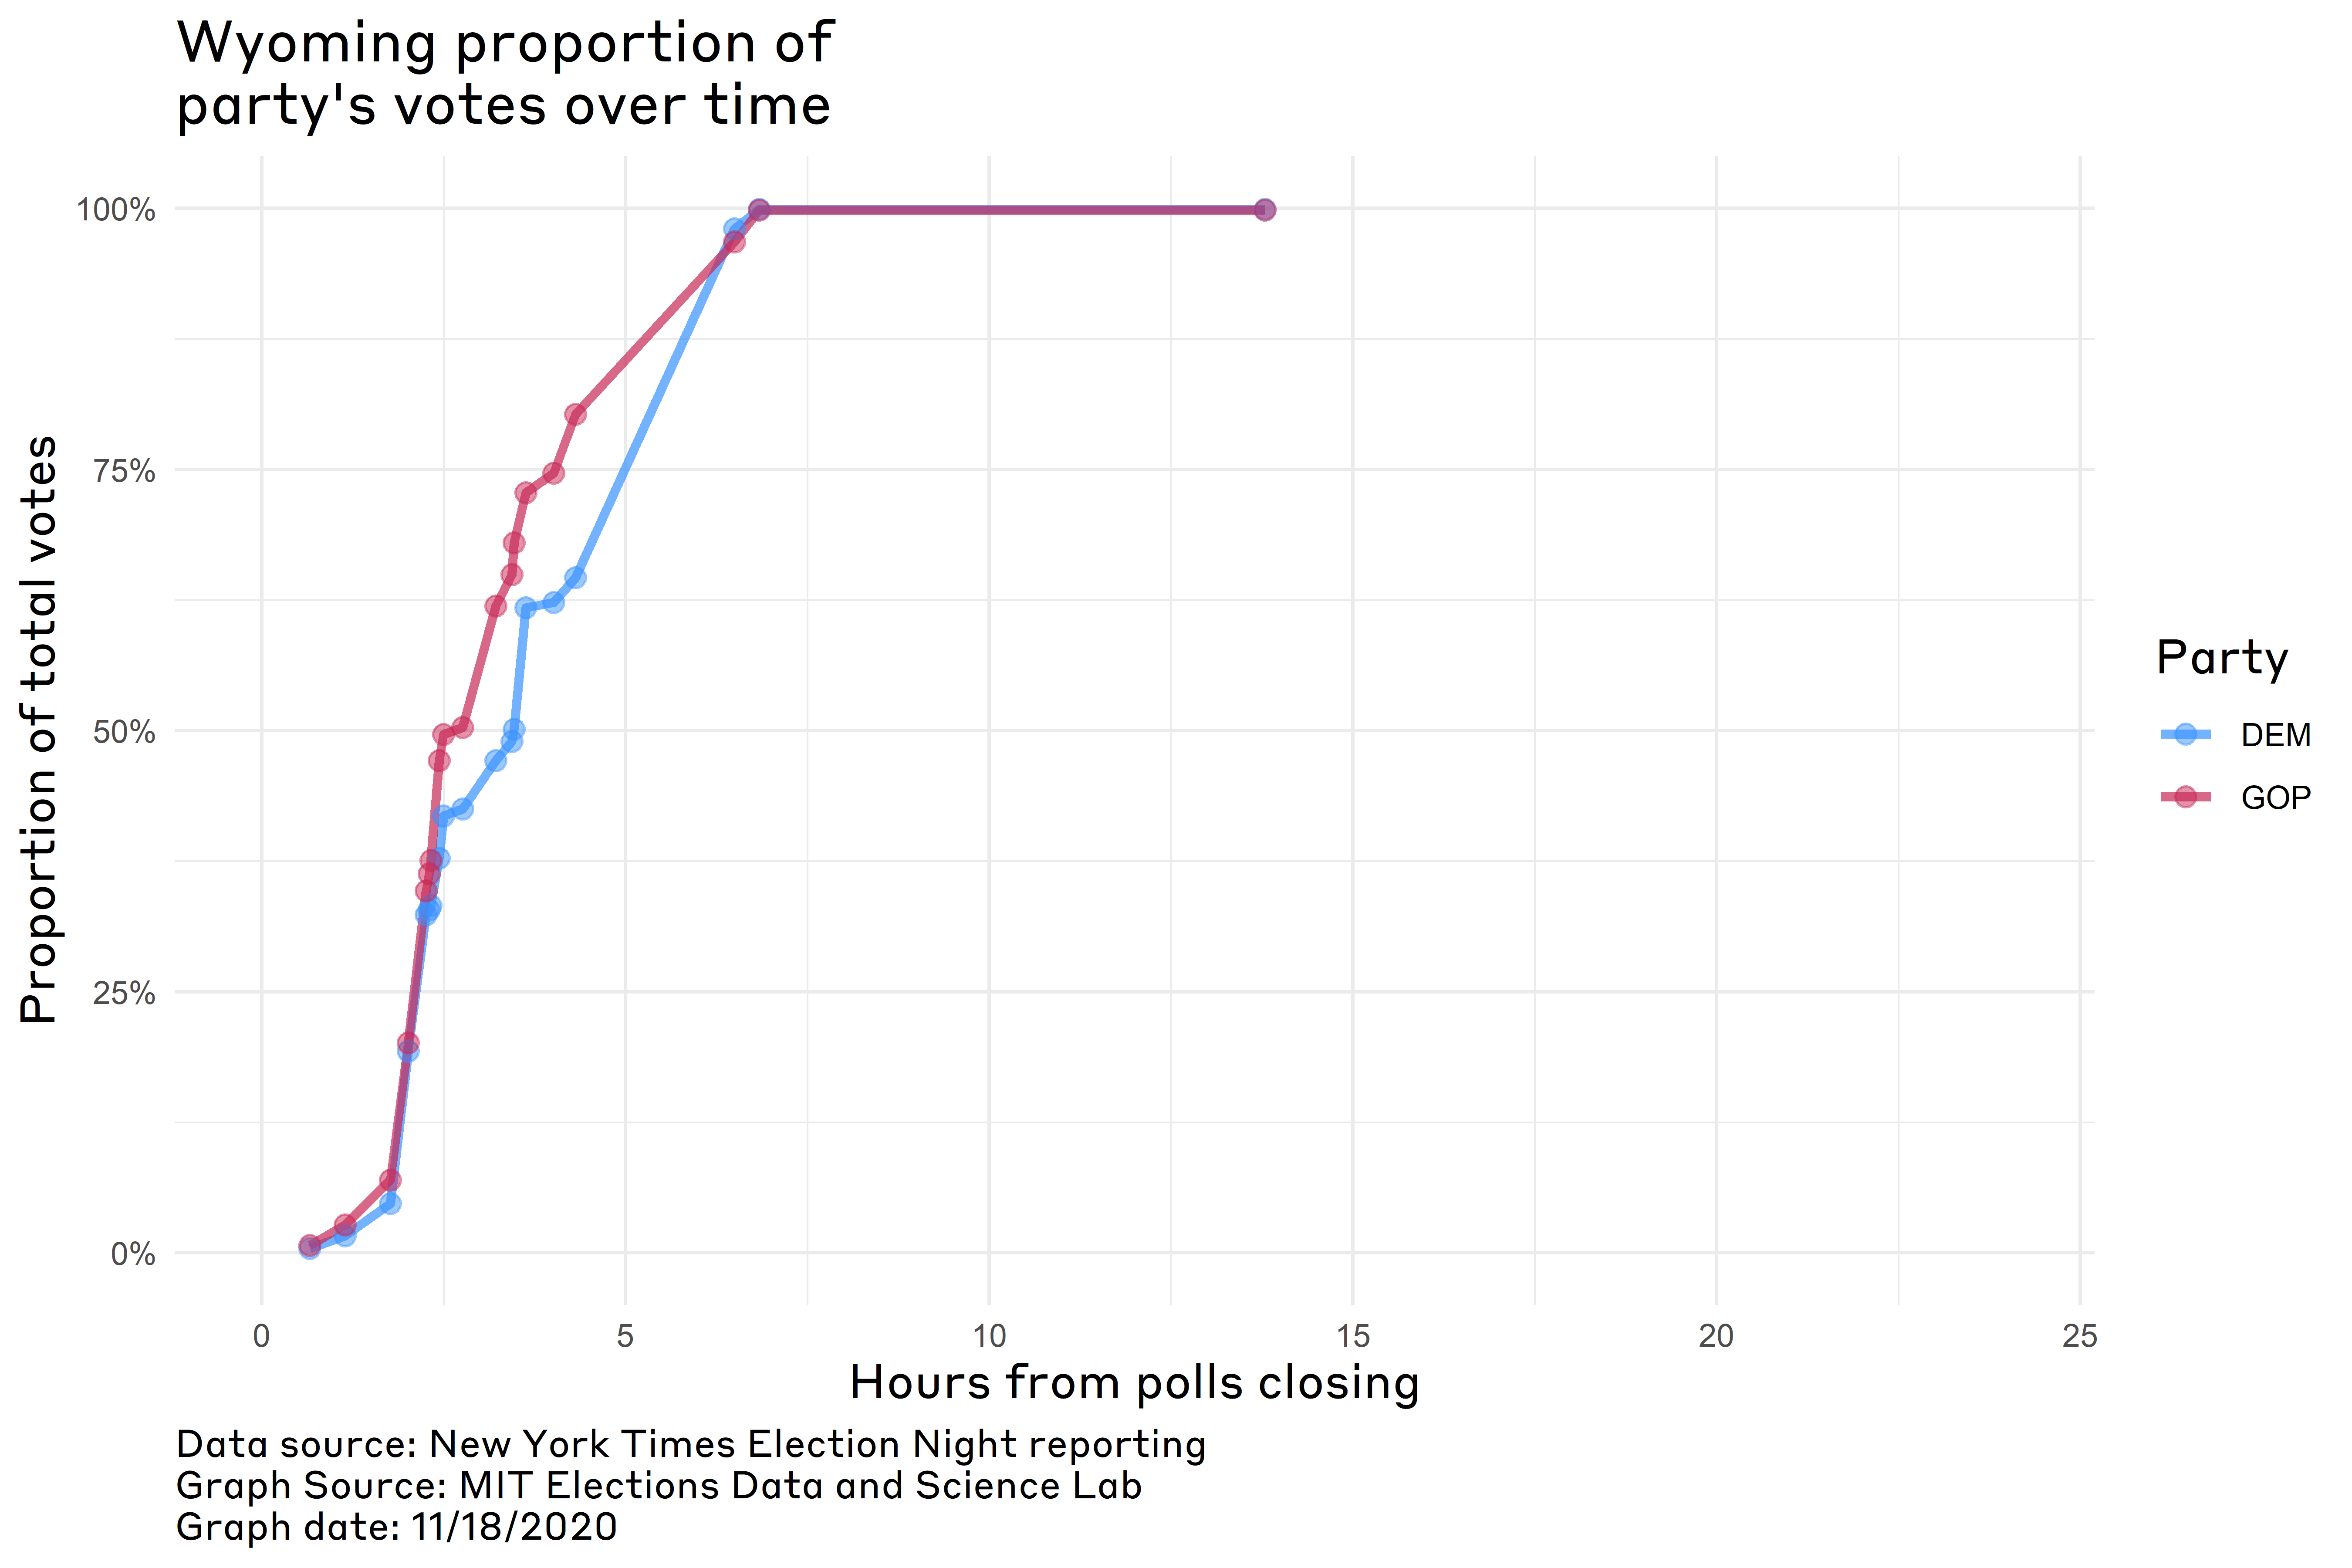 Wyoming proportion of
party's votes over time
Proportion of total votes
100%
75%
50%
25%
0%
0 5 10 15 20 25
Hours from polls closing
Party
DEM
GOP
Data source: New York Times Election Night reporting
Graph Source: MIT Elections Data and Science Lab
Graph date: 11/18/2020